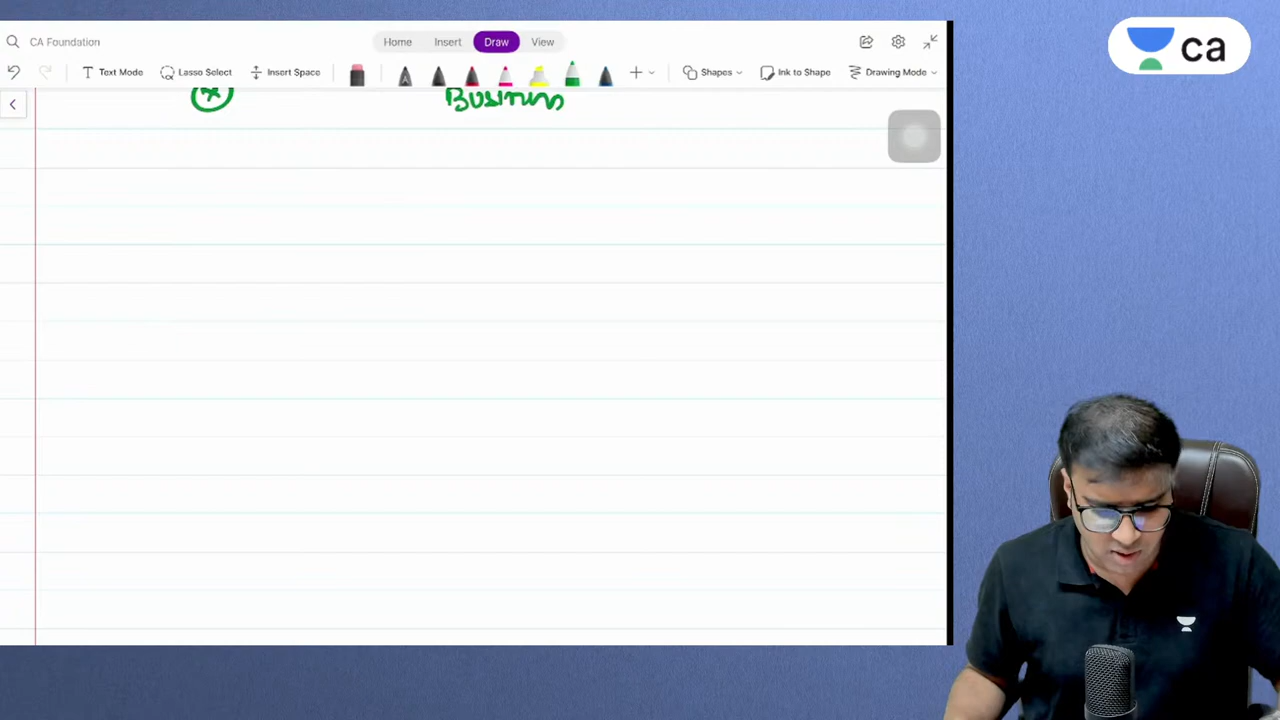 CA Foundation
Home Insert Draw View
Text Mode Lasso Select Insert Space Shapes Ink to Shape Drawing Mode
Business
ca